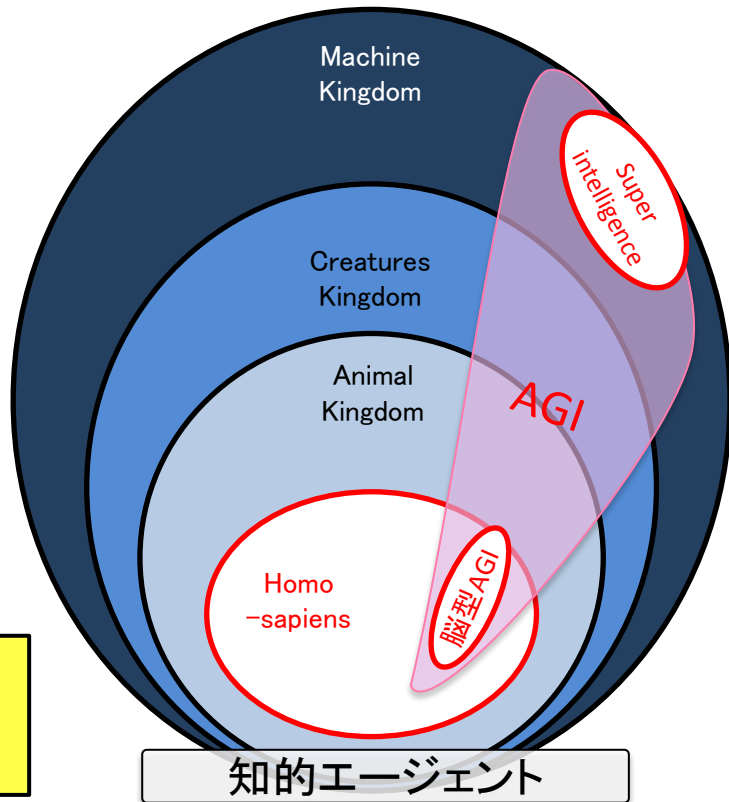 Machine
Kingdom
Super
intelligence
Creatures
Kingdom
Animal
Kingdom
AGI
Homo
-sapiens
脳型AGI
知的エージェント